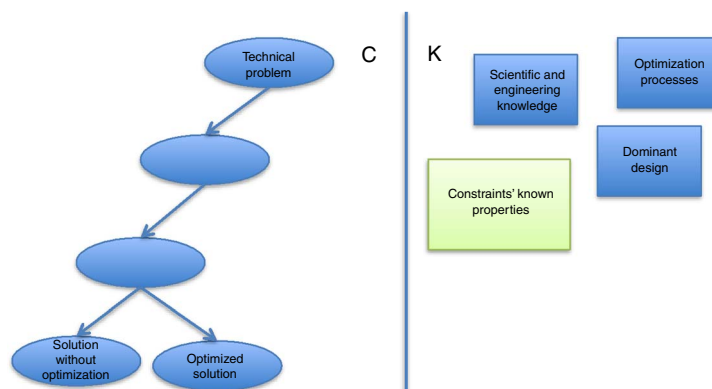 Technical
problem
C
K
Scientific and
engineering
knowledge
Optimization
processes
Dominant
design
Constraints' known
properties
Solution
without
optimization
Optimized
solution